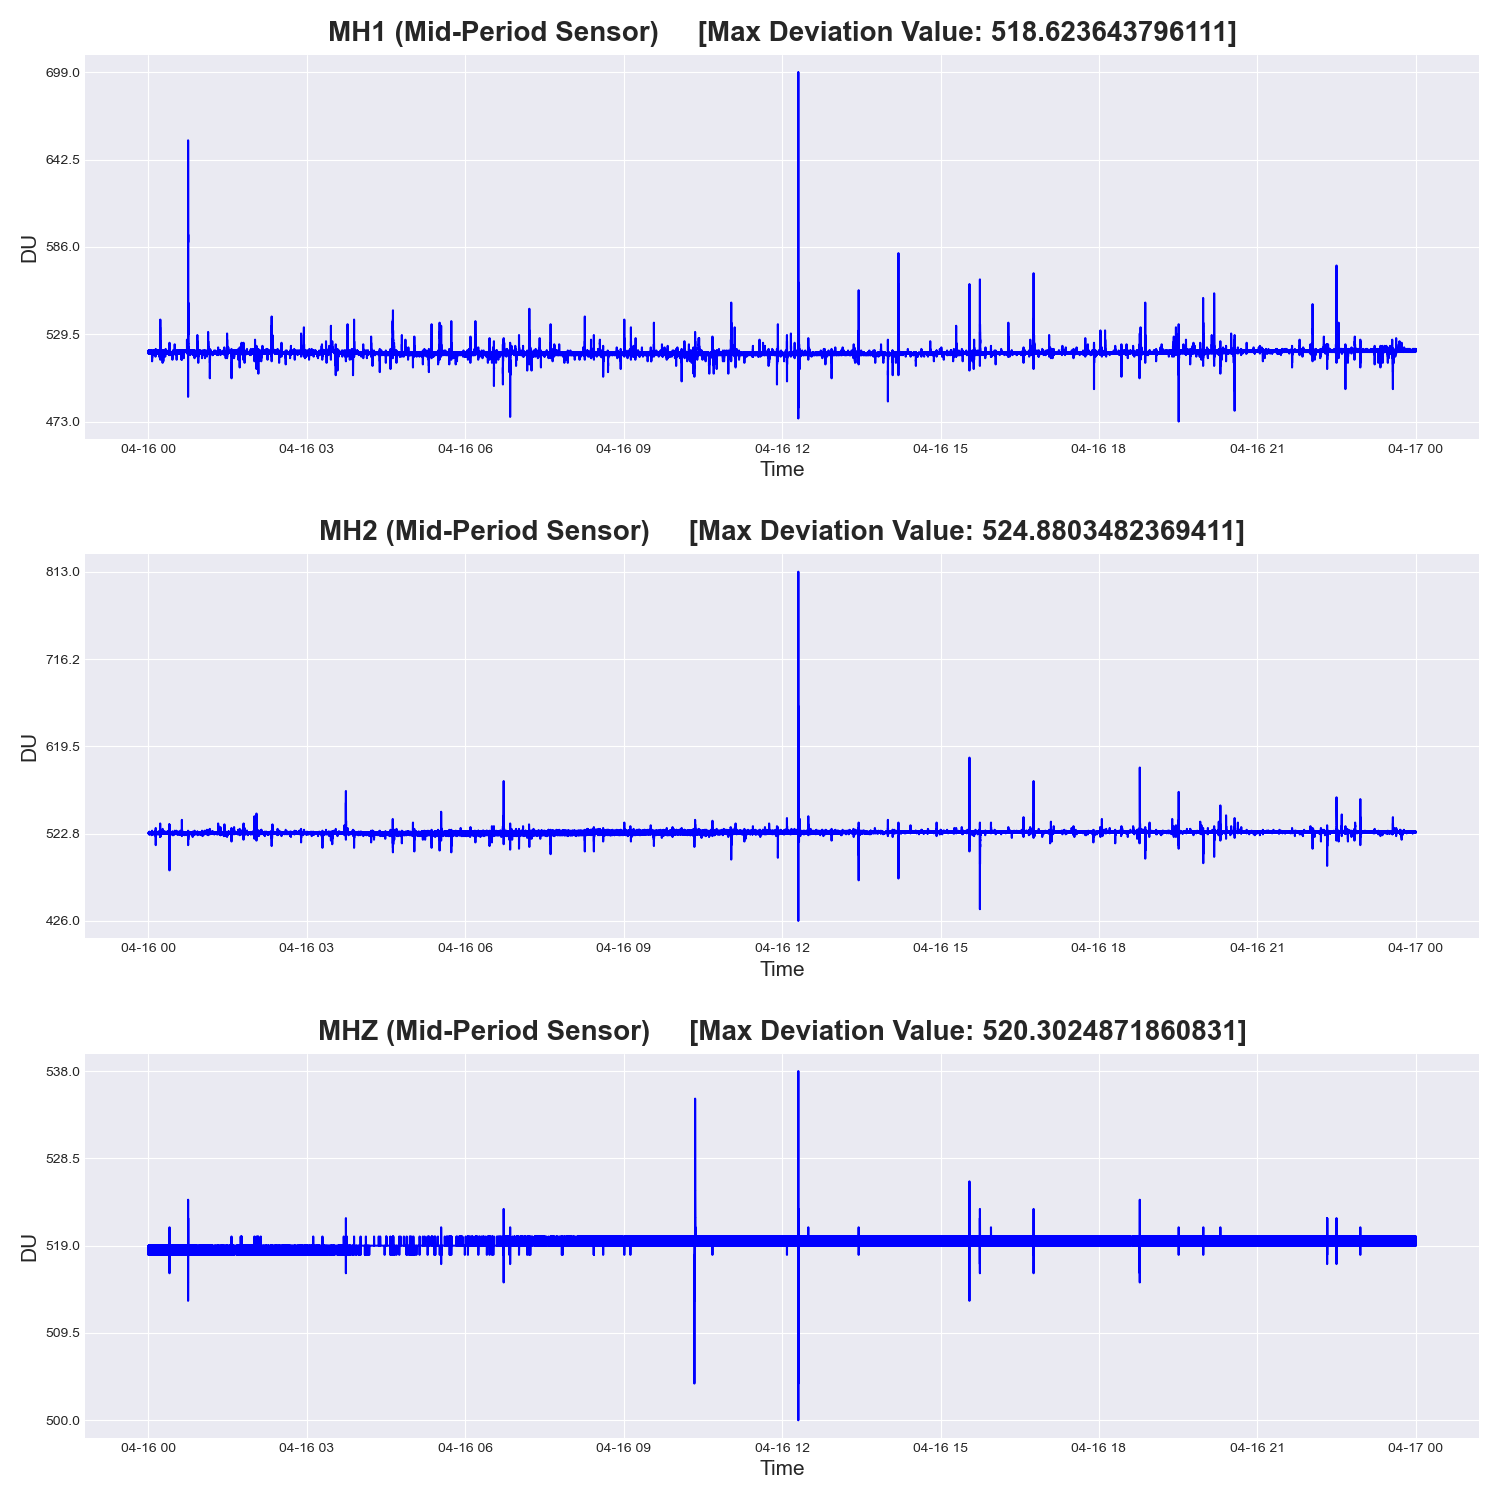 MH1 (Mid-Period Sensor) [Max Deviation Value: 518.623643796111]
699.0
642.5
586.0
529.5
473.0
DU
04-16 00 04-16 03 04-16 06 04-16 09 04-16 12 04-16 15 04-16 18 04-16 21 04-17 00
Time
MH2 (Mid-Period Sensor) [Max Deviation Value: 524.8803482369411]
813.0
716.2
619.5
522.8
426.0
DU
04-16 00 04-16 03 04-16 06 04-16 09 04-16 12 04-16 15 04-16 18 04-16 21 04-17 00
Time
MHZ (Mid-Period Sensor) [Max Deviation Value: 520.3024871860831]
538.0
528.5
519.0
509.5
500.0
DU
04-16 00 04-16 03 04-16 06 04-16 09 04-16 12 04-16 15 04-16 18 04-16 21 04-17 00
Time